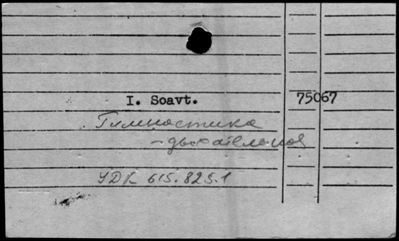 I. Soavt. 75067
Гимнастика
- дыхательная
УДК 615.825.1